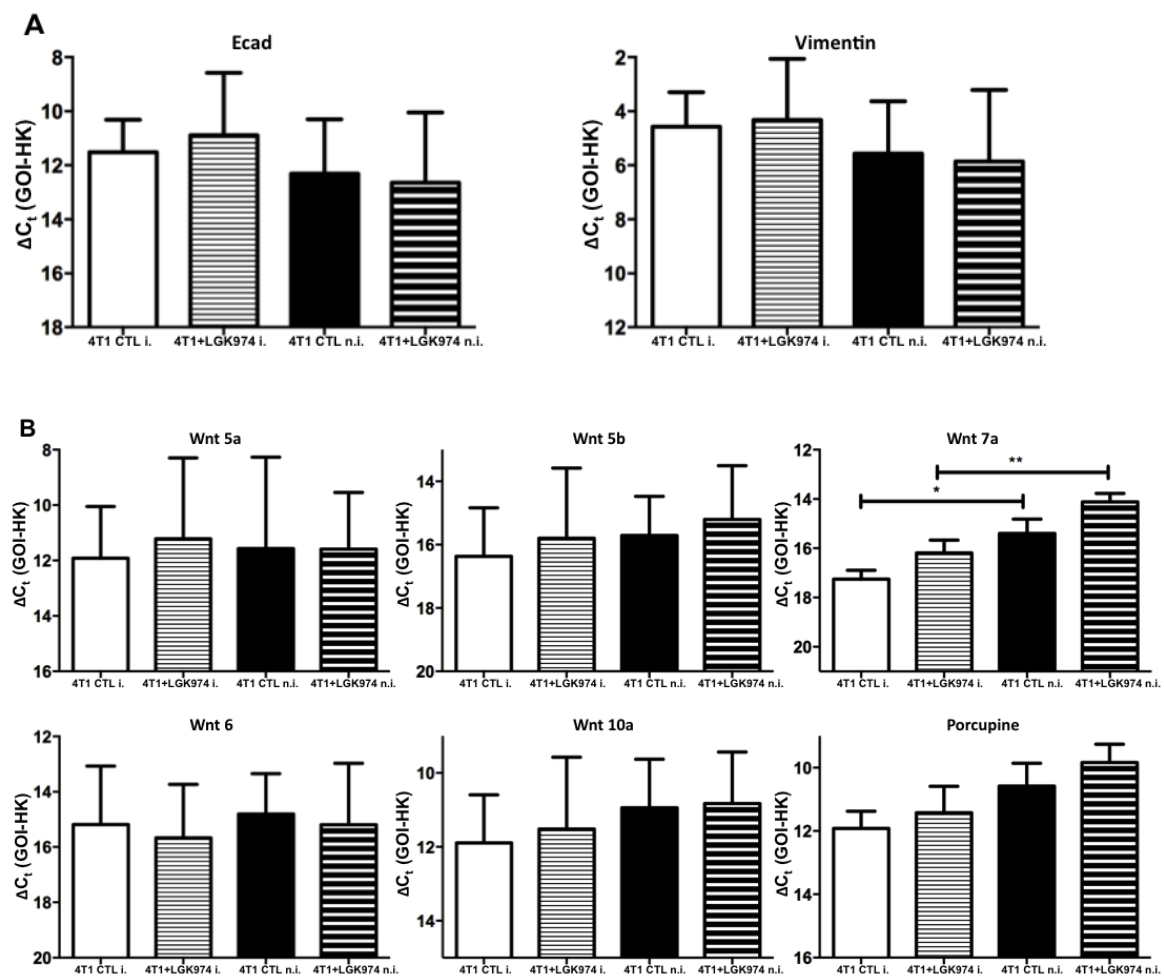 A
Ecad
ΔCt (GOI-HK)
8
10
12
14
16
18
4T1 CTL i.
4T1+LGK974 i.
4T1 CTL n.i.
4T1+LGK974 n.i.
Vimentin
ΔCt (GOI-HK)
2
4
6
8
10
12
4T1 CTL i.
4T1+LGK974 i.
4T1 CTL n.i.
4T1+LGK974 n.i.
B
Wnt 5a
ΔCt (GOI-HK)
8
10
12
14
16
4T1 CTL i.
4T1+LGK974 i.
4T1 CTL n.i.
4T1+LGK974 n.i.
Wnt 5b
ΔCt (GOI-HK)
14
16
18
20
4T1 CTL i.
4T1+LGK974 i.
4T1 CTL n.i.
4T1+LGK974 n.i.
Wnt 7a
ΔCt (GOI-HK)
12
14
16
18
20
**
*
4T1 CTL i.
4T1+LGK974 i.
4T1 CTL n.i.
4T1+LGK974 n.i.
Wnt 6
ΔCt (GOI-HK)
12
14
16
18
20
4T1 CTL i.
4T1+LGK974 i.
4T1 CTL n.i.
4T1+LGK974 n.i.
Wnt 10a
ΔCt (GOI-HK)
10
12
14
4T1 CTL i.
4T1+LGK974 i.
4T1 CTL n.i.
4T1+LGK974 n.i.
Porcupine
ΔCt (GOI-HK)
10
12
14
16
4T1 CTL i.
4T1+LGK974 i.
4T1 CTL n.i.
4T1+LGK974 n.i.